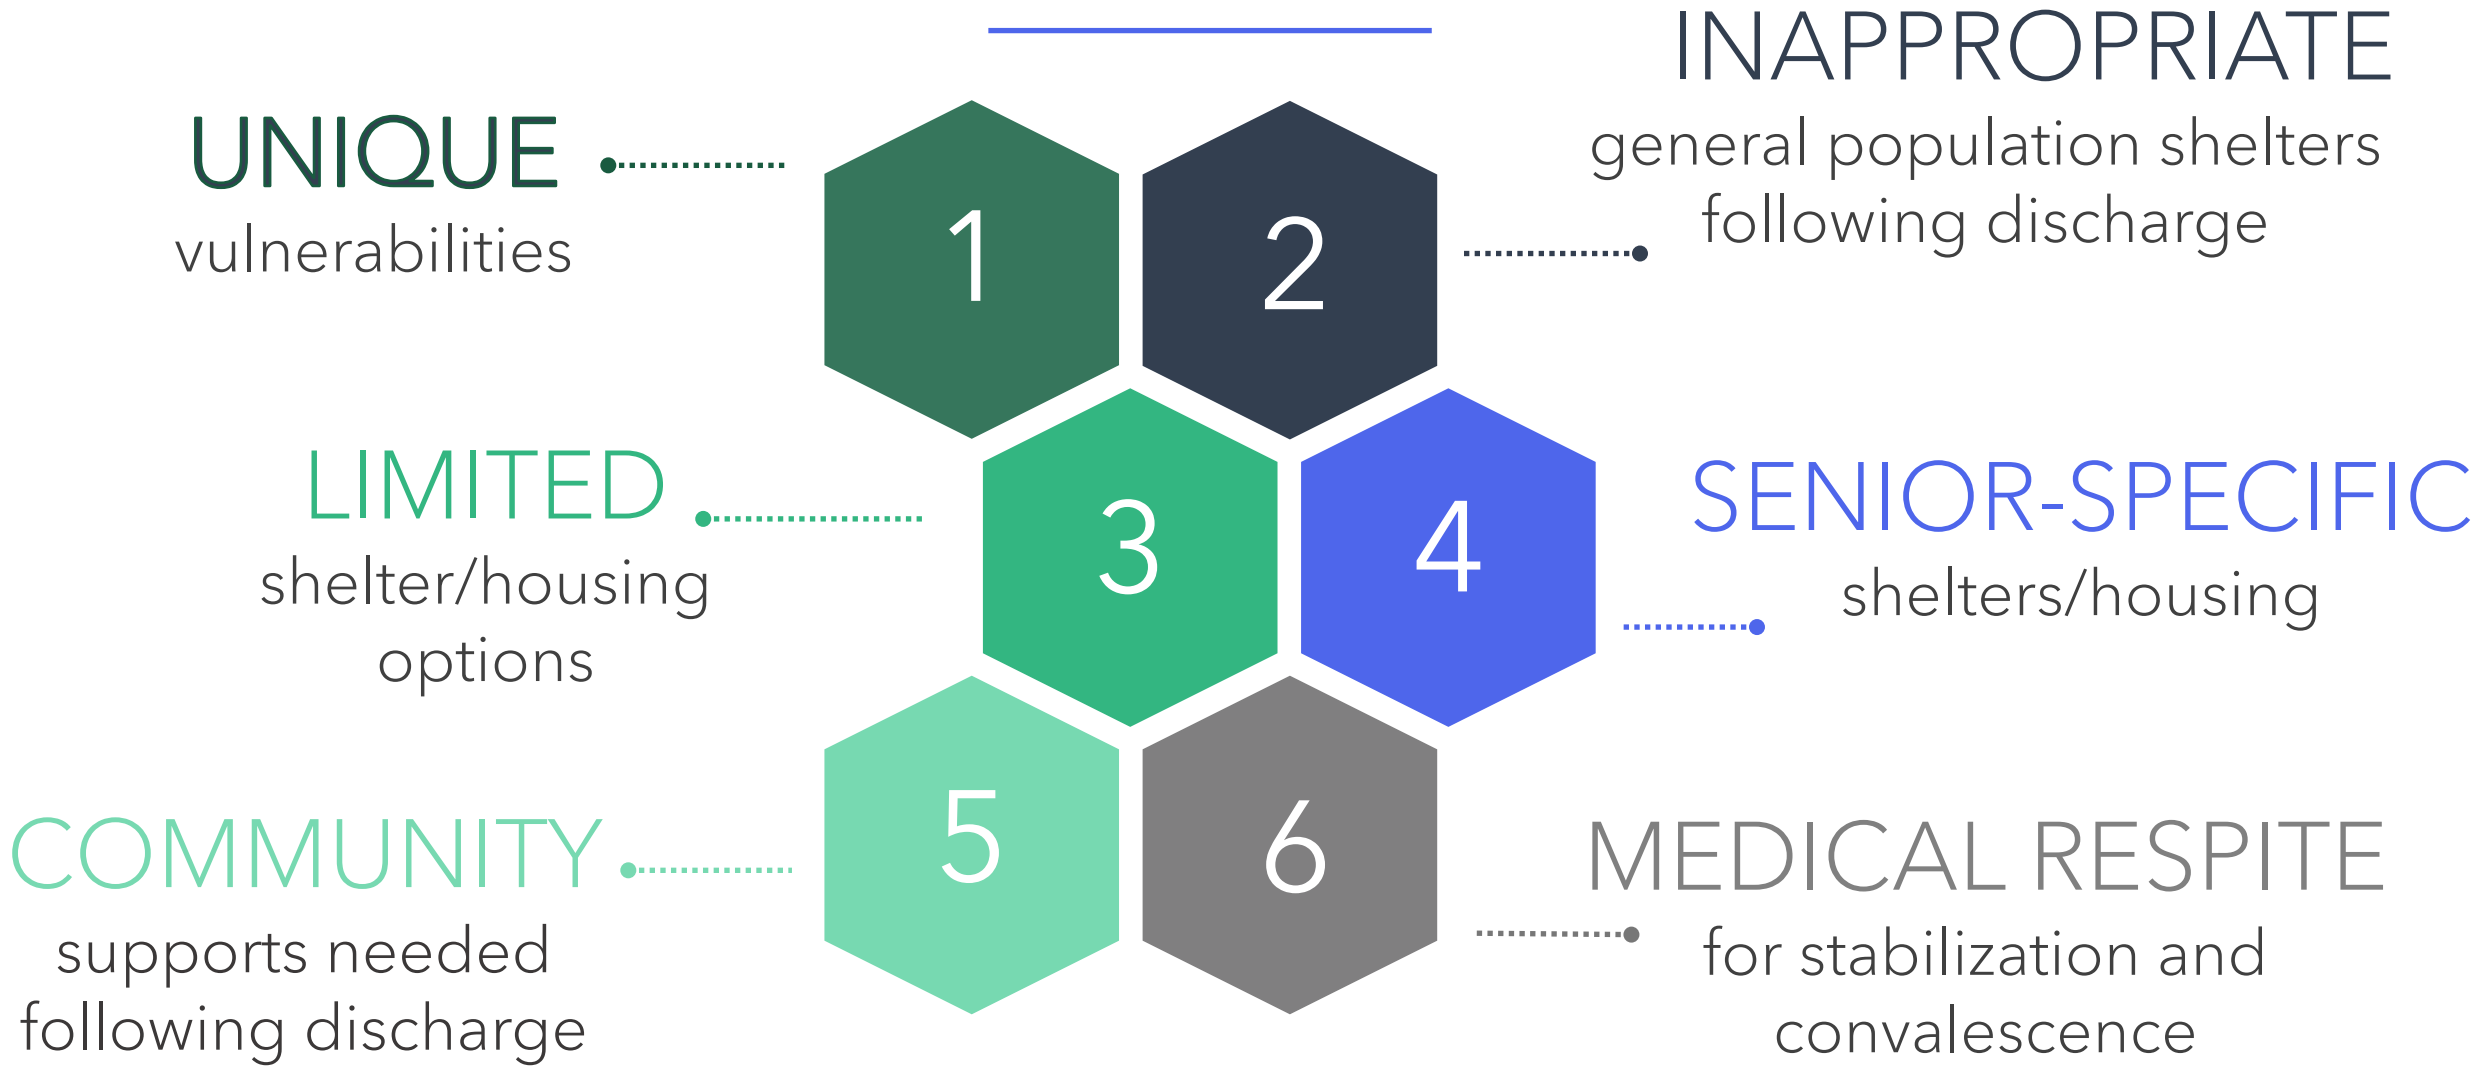 UNIQUE
vulnerabilities
1
2
INAPPROPRIATE
general population shelters
following discharge
LIMITED
shelter/housing
options
3
4
SENIOR-SPECIFIC
shelters/housing
COMMUNITY
supports needed
following discharge
5
6
MEDICAL RESPITE
for stabilization and
convalescence